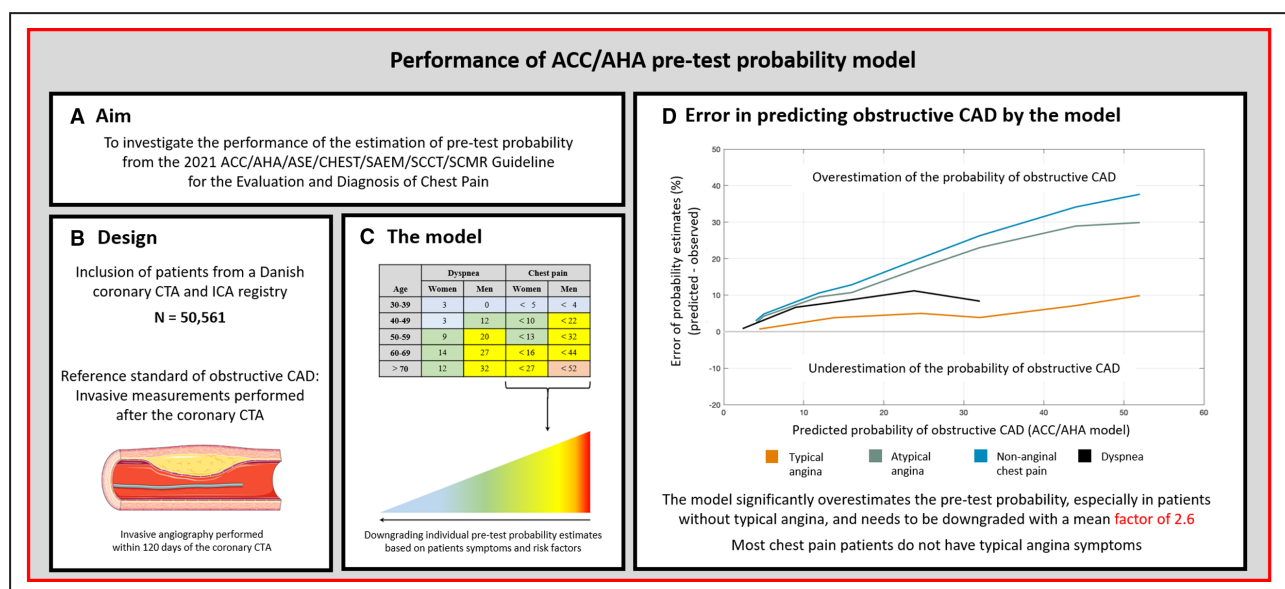 Performance of ACC/AHA pre-test probability model
A Aim
To investigate the performance of the estimation of pre-test probability
from the 2021 ACC/AHA/ASE/CHEST/SAEM/SCCT/SCMR Guideline
for the Evaluation and Diagnosis of Chest Pain
B Design
Inclusion of patients from a Danish
coronary CTA and ICA registry
N = 50,561
Reference standard of obstructive CAD:
Invasive measurements performed
after the coronary CTA
Invasive angiography performed
within 120 days of the coronary CTA
C The model
Dyspnea Chest pain
Age Women Men Women Men
30-39 3 0 < 5 < 4
40-49 3 12 < 10 < 22
50-59 9 20 < 13 < 32
60-69 14 27 < 16 < 44
> 70 12 32 < 27 < 52
Downgrading individual pre-test probability estimates
based on patients symptoms and risk factors
D Error in predicting obstructive CAD by the model
Error of probability estimates (%)
(predicted - observed)
50
40
30
20
10
0
-10
-20
Overestimation of the probability of obstructive CAD
Underestimation of the probability of obstructive CAD
0 10 20 30 40 50 60
Predicted probability of obstructive CAD (ACC/AHA model)
Typical angina
Atypical angina
Non-anginal chest pain
Dyspnea
The model significantly overestimates the pre-test probability, especially in patients
without typical angina, and needs to be downgraded with a mean factor of 2.6
Most chest pain patients do not have typical angina symptoms